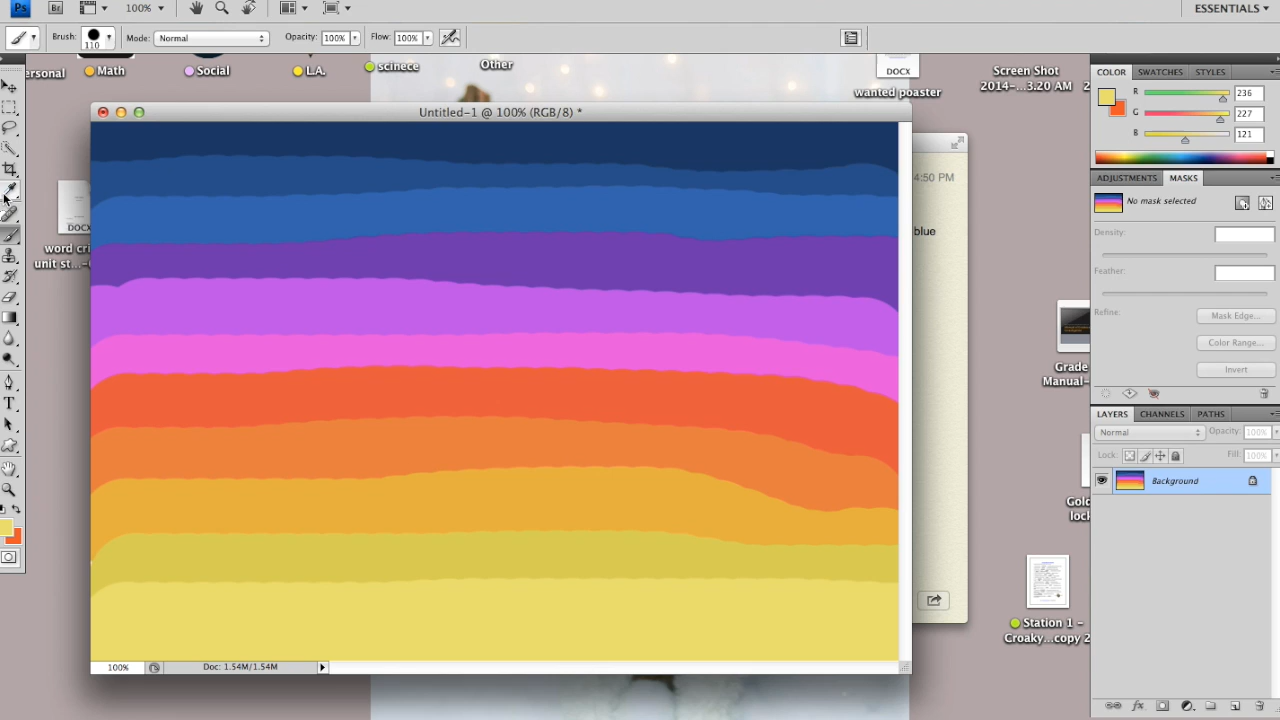 Ps Br 100% ESSENTIALS
Brush: 110 Mode: Normal Opacity: 100% Flow: 100%
ersonal Math Social L.A. scinece Other DOCX
wanted poaster
Screen Shot
2014-...3.20 AM 2
COLOR SWATCHES STYLES
R 236
G 227
B 121
Untitled-1 @ 100% (RGB/8) *
4:50 PM
blue
DOCX
word cri
unit st...-0
ADJUSTMENTS MASKS
No mask selected
Density:
Feather:
Refine: Mask Edge...
Color Range...
Invert
Grade
Manual-
LAYERS CHANNELS PATHS
Normal Opacity: 100%
Lock: Fill: 100%
Background
Gold
lock
Station 1 -
Croaky...copy 2
T
100% Doc: 1.54M/1.54M